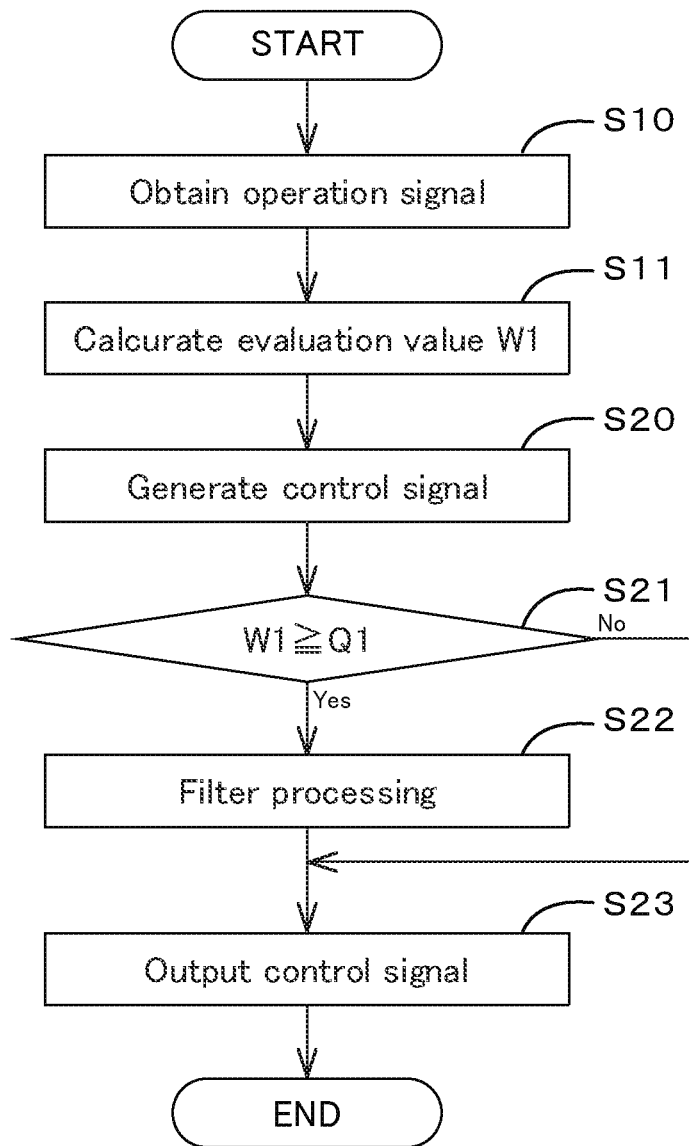 START
S10
Obtain operation signal
S11
Calcurate evaluation value W1
S20
Generate control signal
S21
W1≧Q1
No
Yes
S22
Filter processing
S23
Output control signal
END